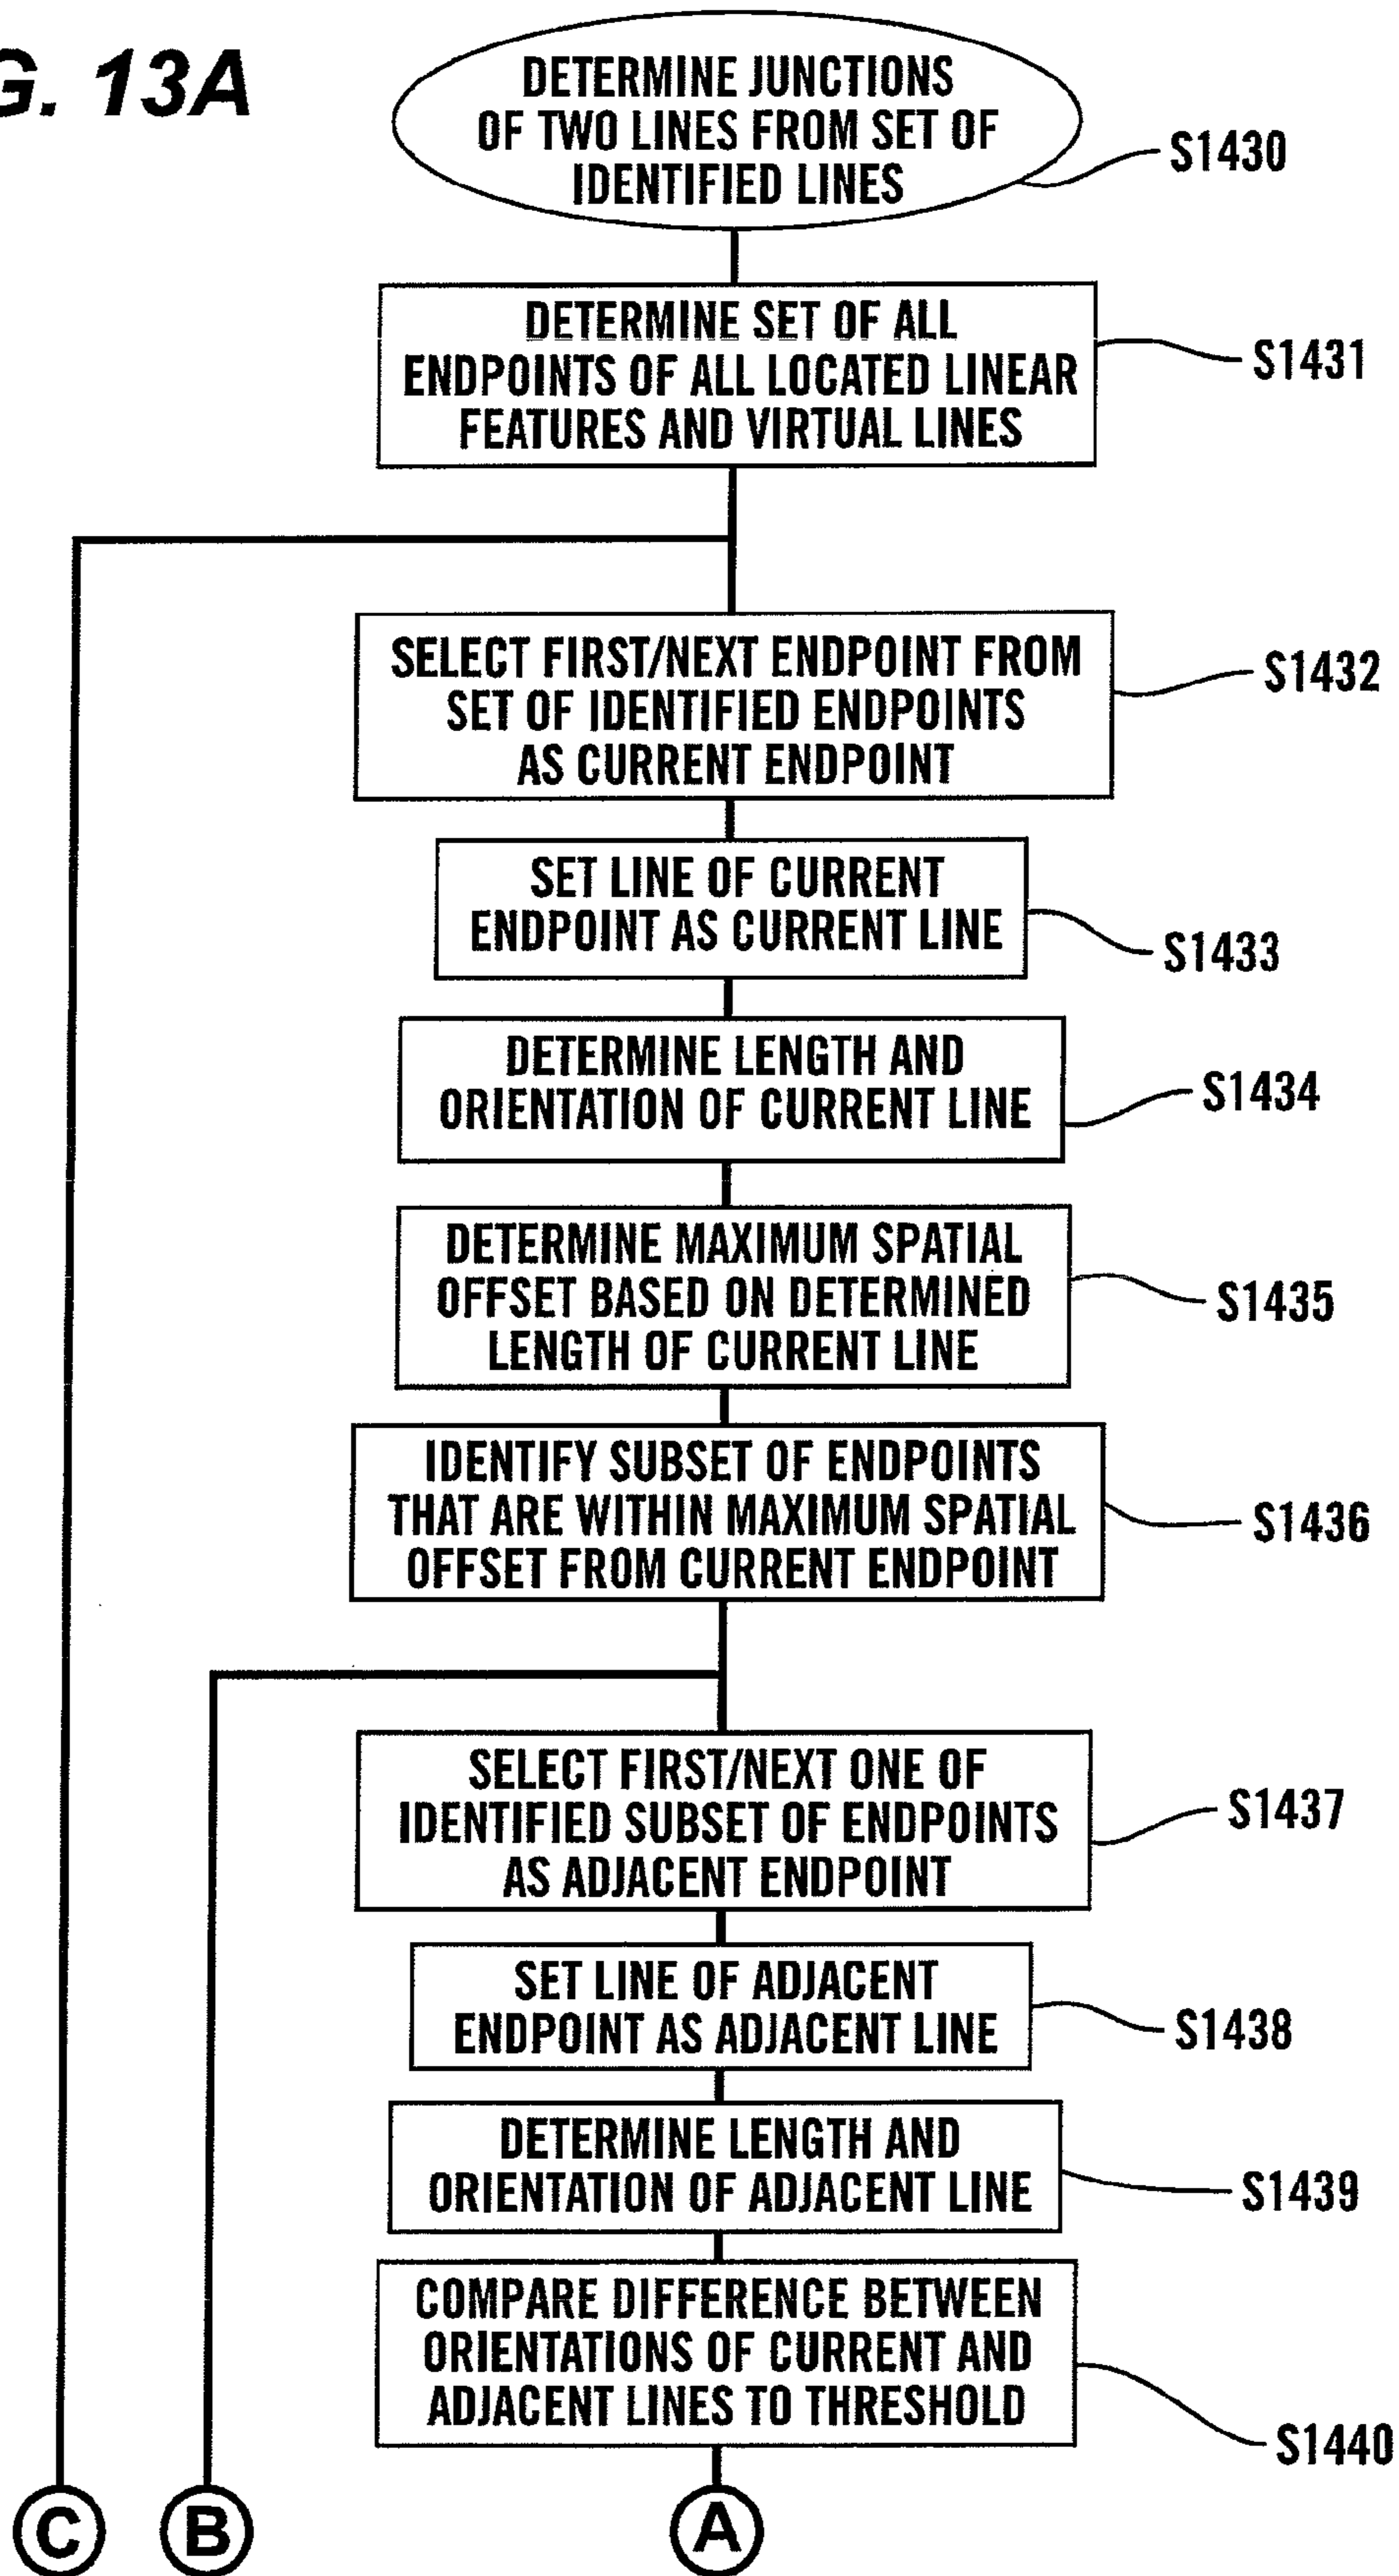 G. 13A
DETERMINE JUNCTIONS
OF TWO LINES FROM SET OF
IDENTIFIED LINES
S1430
DETERMINE SET OF ALL
ENDPOINTS OF ALL LOCATED LINEAR
FEATURES AND VIRTUAL LINES
S1431
SELECT FIRST/NEXT ENDPOINT FROM
SET OF IDENTIFIED ENDPOINTS
AS CURRENT ENDPOINT
S1432
SET LINE OF CURRENT
ENDPOINT AS CURRENT LINE
S1433
DETERMINE LENGTH AND
ORIENTATION OF CURRENT LINE
S1434
DETERMINE MAXIMUM SPATIAL
OFFSET BASED ON DETERMINED
LENGTH OF CURRENT LINE
S1435
IDENTIFY SUBSET OF ENDPOINTS
THAT ARE WITHIN MAXIMUM SPATIAL
OFFSET FROM CURRENT ENDPOINT
S1436
SELECT FIRST/NEXT ONE OF
IDENTIFIED SUBSET OF ENDPOINTS
AS ADJACENT ENDPOINT
S1437
SET LINE OF ADJACENT
ENDPOINT AS ADJACENT LINE
S1438
DETERMINE LENGTH AND
ORIENTATION OF ADJACENT LINE
S1439
COMPARE DIFFERENCE BETWEEN
ORIENTATIONS OF CURRENT AND
ADJACENT LINES TO THRESHOLD
S1440
C
B
A